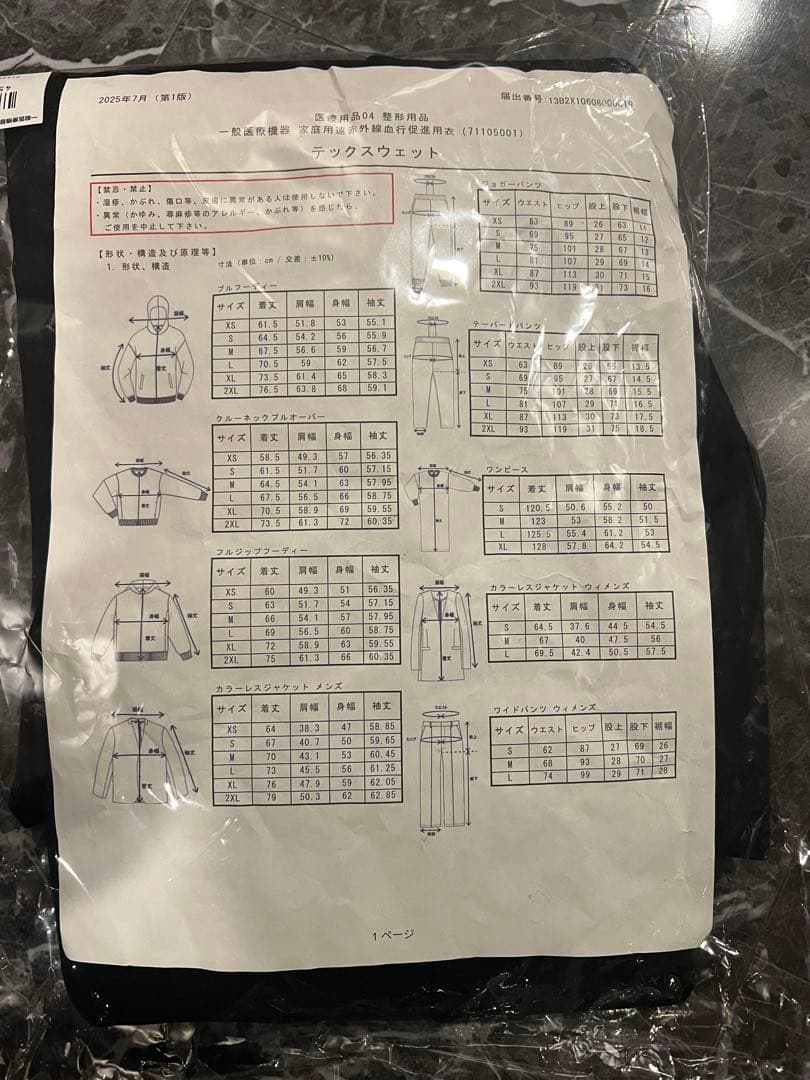 2025年7月（第1版）
届出番号:13B2X10608000
医療用品04 整形用品
一般医療機器 家庭用遠赤外線血行促進用衣 (71105001)
テックスウェット
【禁忌・禁止】
・湿疹、かぶれ、傷口等、皮膚に異常がある人は使用しないで下さい。
・異常（かゆみ、蕁麻疹等のアレルギー、かぶれ等）を感じたら、
ご使用を中止して下さい。
【形状・構造及び原理等】
1. 形状、構造 寸法（単位:cm / 交差:±10%）
プルフーディー
サイズ 着丈 肩幅 身幅 袖丈
XS 61.5 51.8 53 55.1
S 64.5 54.2 56 55.9
M 67.5 56.6 59 56.7
L 70.5 59 62 57.5
XL 73.5 61.4 65 58.3
2XL 76.5 63.8 68 59.1
クルーネックプルオーバー
サイズ 着丈 肩幅 身幅 袖丈
XS 58.5 49.3 57 56.35
S 61.5 51.7 60 57.15
M 64.5 54.1 63 57.95
L 67.5 56.5 66 58.75
XL 70.5 58.9 69 59.55
2XL 73.5 61.3 72 60.35
フルジップフーディー
サイズ 着丈 肩幅 身幅 袖丈
XS 60 49.3 51 56.35
S 63 51.7 54 57.15
M 66 54.1 57 57.95
L 69 56.5 60 58.75
XL 72 58.9 63 59.55
2XL 75 61.3 66 60.35
カラーレスジャケット メンズ
サイズ 着丈 肩幅 身幅 袖丈
XS 64 38.3 47 58.85
S 67 40.7 50 59.65
M 70 43.1 53 60.45
L 73 45.5 56 61.25
XL 76 47.9 59 62.05
2XL 79 50.3 62 62.85
ジョガーパンツ
サイズ ウエスト ヒップ 股上 股下 裾幅
XS 63 89 26 63 11
S 69 95 27 65 12
M 75 101 28 67 13
L 81 107 29 69 14
XL 87 113 30 71 15
2XL 93 119 31 73 16
テーパードパンツ
サイズ ウエスト ヒップ 股上 股下 裾幅
XS 63 89 26 65 13.5
S 69 95 27 67 14.5
M 75 101 28 69 15.5
L 81 107 29 71 16.5
XL 87 113 30 73 17.5
2XL 93 119 31 75 18.5
ワンピース
サイズ 着丈 肩幅 身幅 袖丈
S 120.5 50.6 55.2 50
M 123 53 58.2 51.5
L 125.5 55.4 61.2 53
XL 128 57.8 64.2 54.5
カラーレスジャケット ウィメンズ
サイズ 着丈 肩幅 身幅 袖丈
S 64.5 37.6 44.5 54.5
M 67 40 47.5 56
L 69.5 42.4 50.5 57.5
ワイドパンツ ウィメンズ
サイズ ウエスト ヒップ 股上 股下 裾幅
S 62 87 27 69 26
M 68 93 28 70 27
L 74 99 29 71 28
1ページ